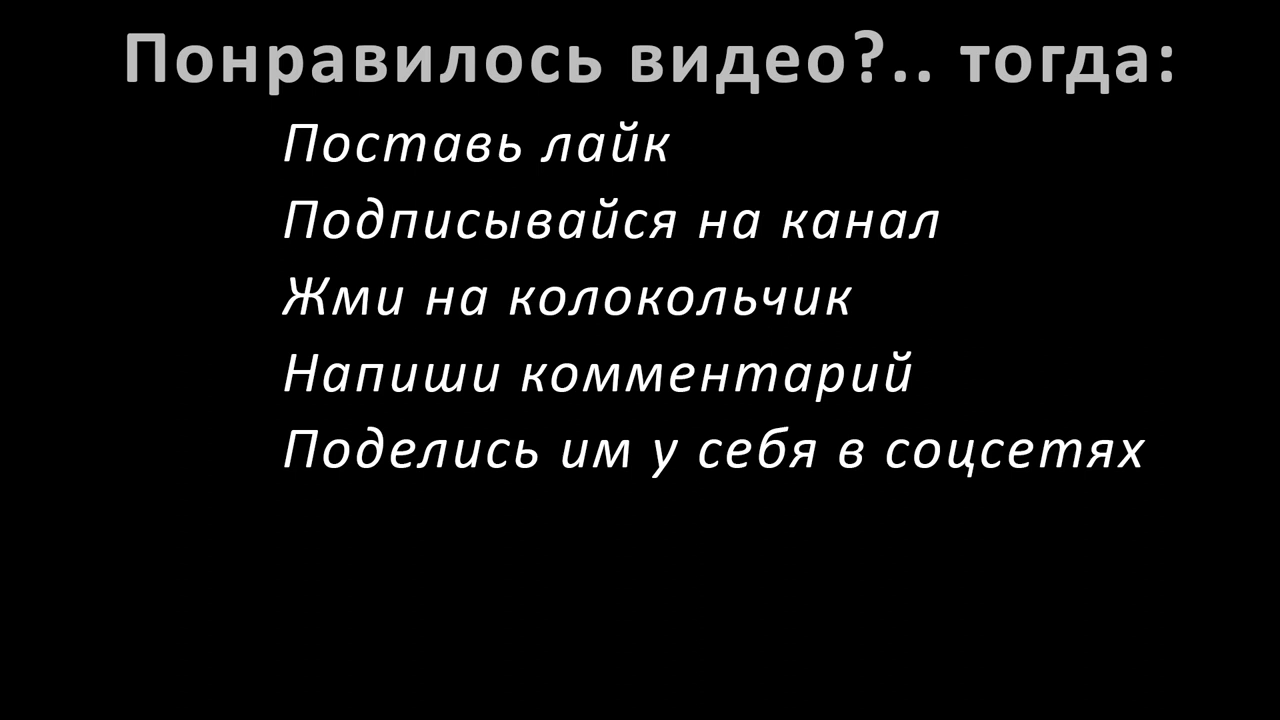 Понравилось видео?.. тогда:
Поставь лайк
Подписывайся на канал
Жми на колокольчик
Напиши комментарий
Поделись им у себя в соцсетях